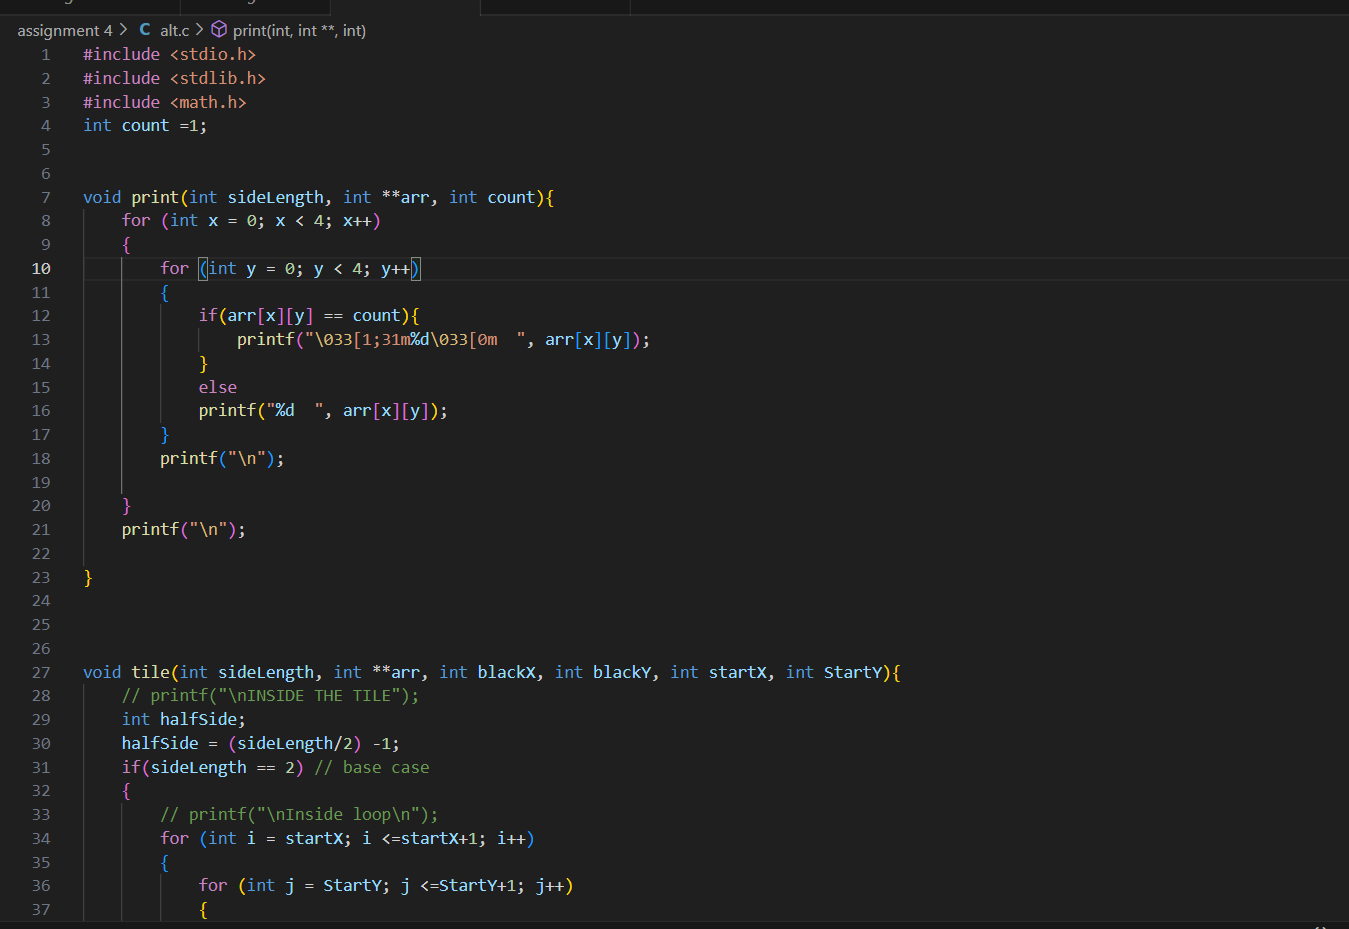 assignment 4 > C alt.c > print(int, int **, int)
1 #include <stdio.h>
2 #include <stdlib.h>
3 #include <math.h>
4 int count =1;
5
6
7 void print(int sideLength, int **arr, int count){
8 for (int x = 0; x < 4; x++)
9 {
10 for (int y = 0; y < 4; y++)
11 {
12 if(arr[x][y] == count){
13 printf("\033[1;31m%d\033[0m  ", arr[x][y]);
14 }
15 else
16 printf("%d  ", arr[x][y]);
17 }
18 printf("\n");
19
20 }
21 printf("\n");
22
23 }
24
25
26
27 void tile(int sideLength, int **arr, int blackX, int blackY, int startX, int StartY){
28 // printf("\nINSIDE THE TILE");
29 int halfSide;
30 halfSide = (sideLength/2) -1;
31 if(sideLength == 2) // base case
32 {
33 // printf("\nInside loop\n");
34 for (int i = startX; i <=startX+1; i++)
35 {
36 for (int j = StartY; j <=StartY+1; j++)
37 {